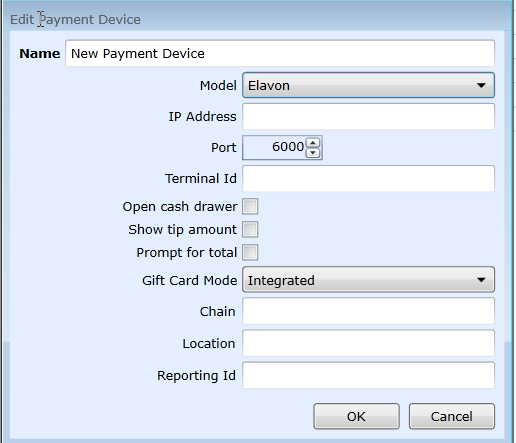 Edit Payment Device
Name New Payment Device
Model Elavon
IP Address
Port 6000
Terminal Id
Open cash drawer
Show tip amount
Prompt for total
Gift Card Mode Integrated
Chain
Location
Reporting Id
OK Cancel